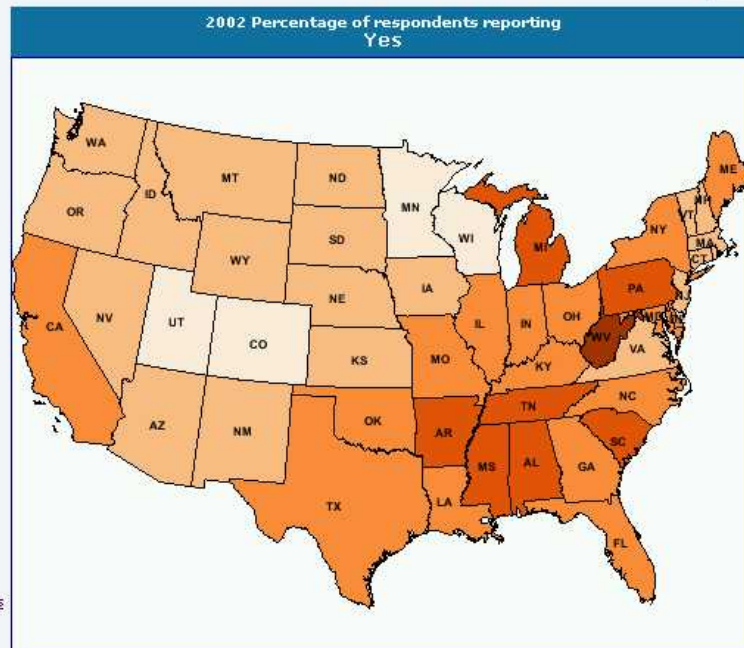 2002 Percentage of respondents reporting
Yes
WA
MT
ND
MN
ME
ID
OR
SD
WI
MI
NY
VT
NH
MA
CT
WY
IA
PA
NJ
NE
NV
UT
CO
CA
IL
IN
OH
WV
VA
KS
MO
KY
NC
AZ
NM
OK
AR
TN
SC
MS
AL
GA
TX
LA
FL